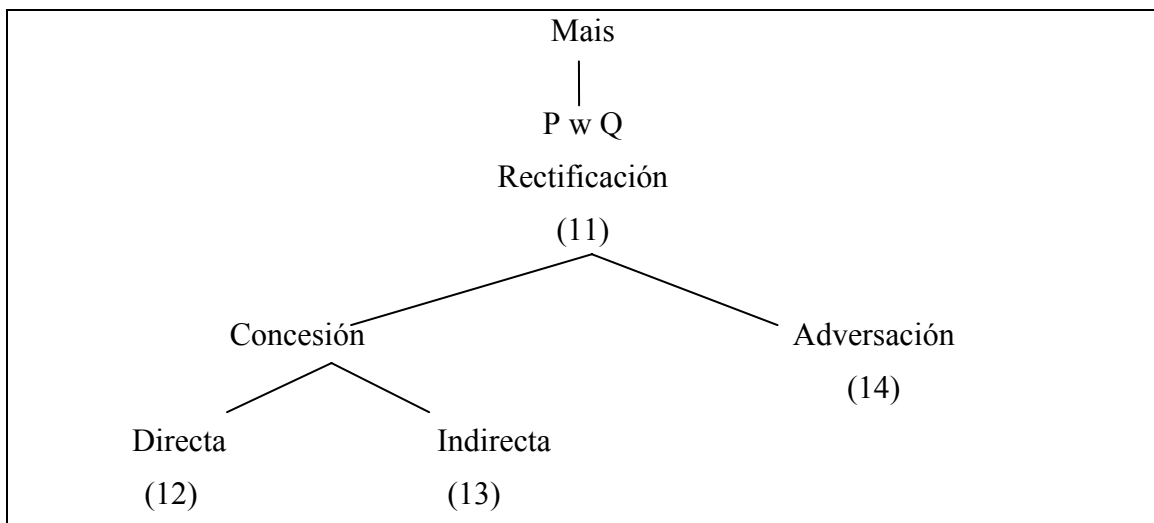 Mais
P w Q
Rectificación
(11)
Concesión Adversación
(14)
Directa Indirecta
(12) (13)